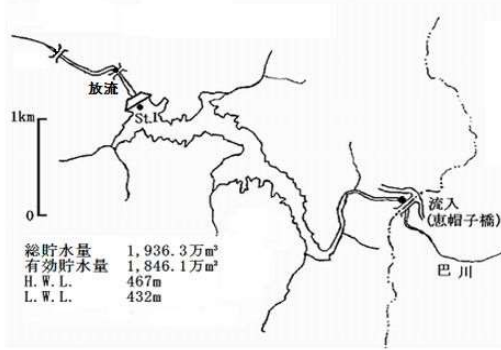 放流
St.1
1km
0
流入
(恵帽子橋)
巴川
総貯水量 1,936.3万m³
有効貯水量 1,846.1万m³
H.W.L. 467m
L.W.L. 432m